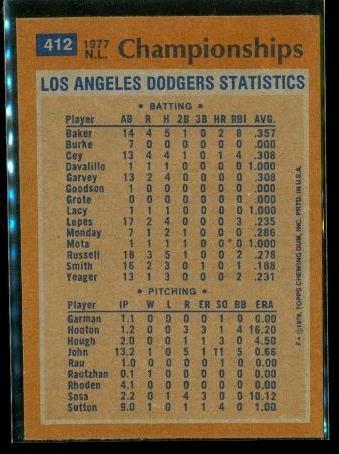 412 1977 N.L. Championships
LOS ANGELES DODGERS STATISTICS
• BATTING •
Player AB R H 2B 3B HR RBI AVG.
Baker 14 4 5 1 0 2 8 .357
Burke 7 0 0 0 0 0 0 .000
Cey 13 4 4 1 0 1 4 .308
Davalillo 1 1 1 0 0 0 0 1.000
Garvey 13 2 4 0 0 0 0 .308
Goodson 1 0 0 0 0 0 0 .000
Grote 0 0 0 0 0 0 0 .000
Lacy 1 1 1 0 0 0 0 1.000
Lopes 17 2 4 0 0 0 3 .235
Monday 7 1 2 1 0 0 0 .286
Mota 1 1 1 1 0 0 0 1.000
Russell 18 3 5 1 0 0 2 .278
Smith 16 2 3 0 1 0 1 .188
Yeager 13 1 3 0 0 0 2 .231
• PITCHING •
Player IP W L R ER SO BB ERA
Garman 1.1 0 0 0 0 1 0 0.00
Hooton 1.2 0 0 3 3 1 4 16.20
Hough 2.0 0 0 1 1 3 0 4.50
John 13.2 1 0 5 1 11 5 0.66
Rau 1.0 0 0 0 0 1 0 0.00
Rautzhan 0.1 1 0 0 0 0 0 0.00
Rhoden 4.1 0 0 0 0 0 2 0.00
Sosa 2.2 0 1 4 3 0 0 10.12
Sutton 9.0 1 0 1 1 4 0 1.00
© 1978, TOPPS CHEWING GUM, INC. PRTD. IN U.S.A.